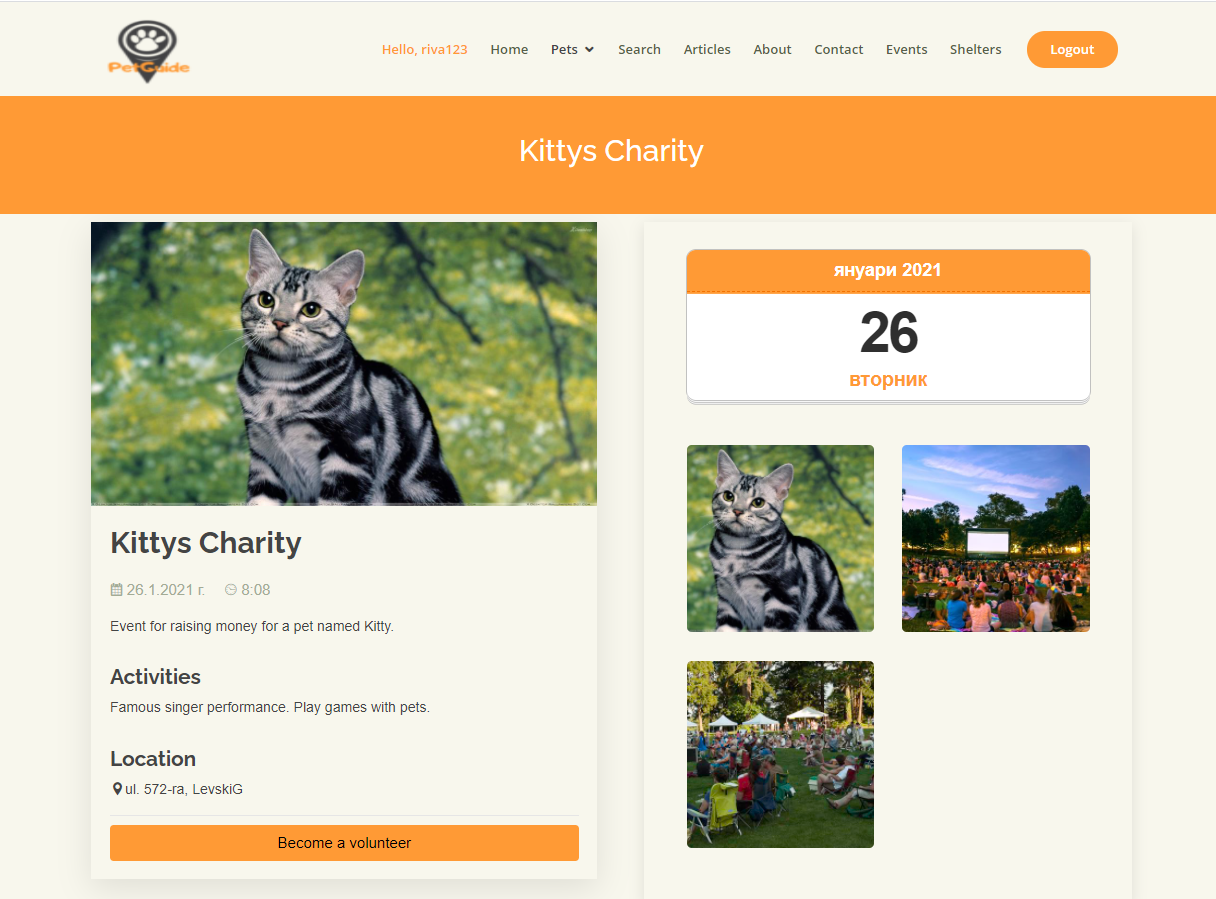 PetGuide
Hello, riva123 Home Pets Search Articles About Contact Events Shelters Logout
Kittys Charity
януари 2021
26
вторник
Kittys Charity
26.1.2021 г. 8:08
Event for raising money for a pet named Kitty.
Activities
Famous singer performance. Play games with pets.
Location
ul. 572-ra, LevskiG
Become a volunteer